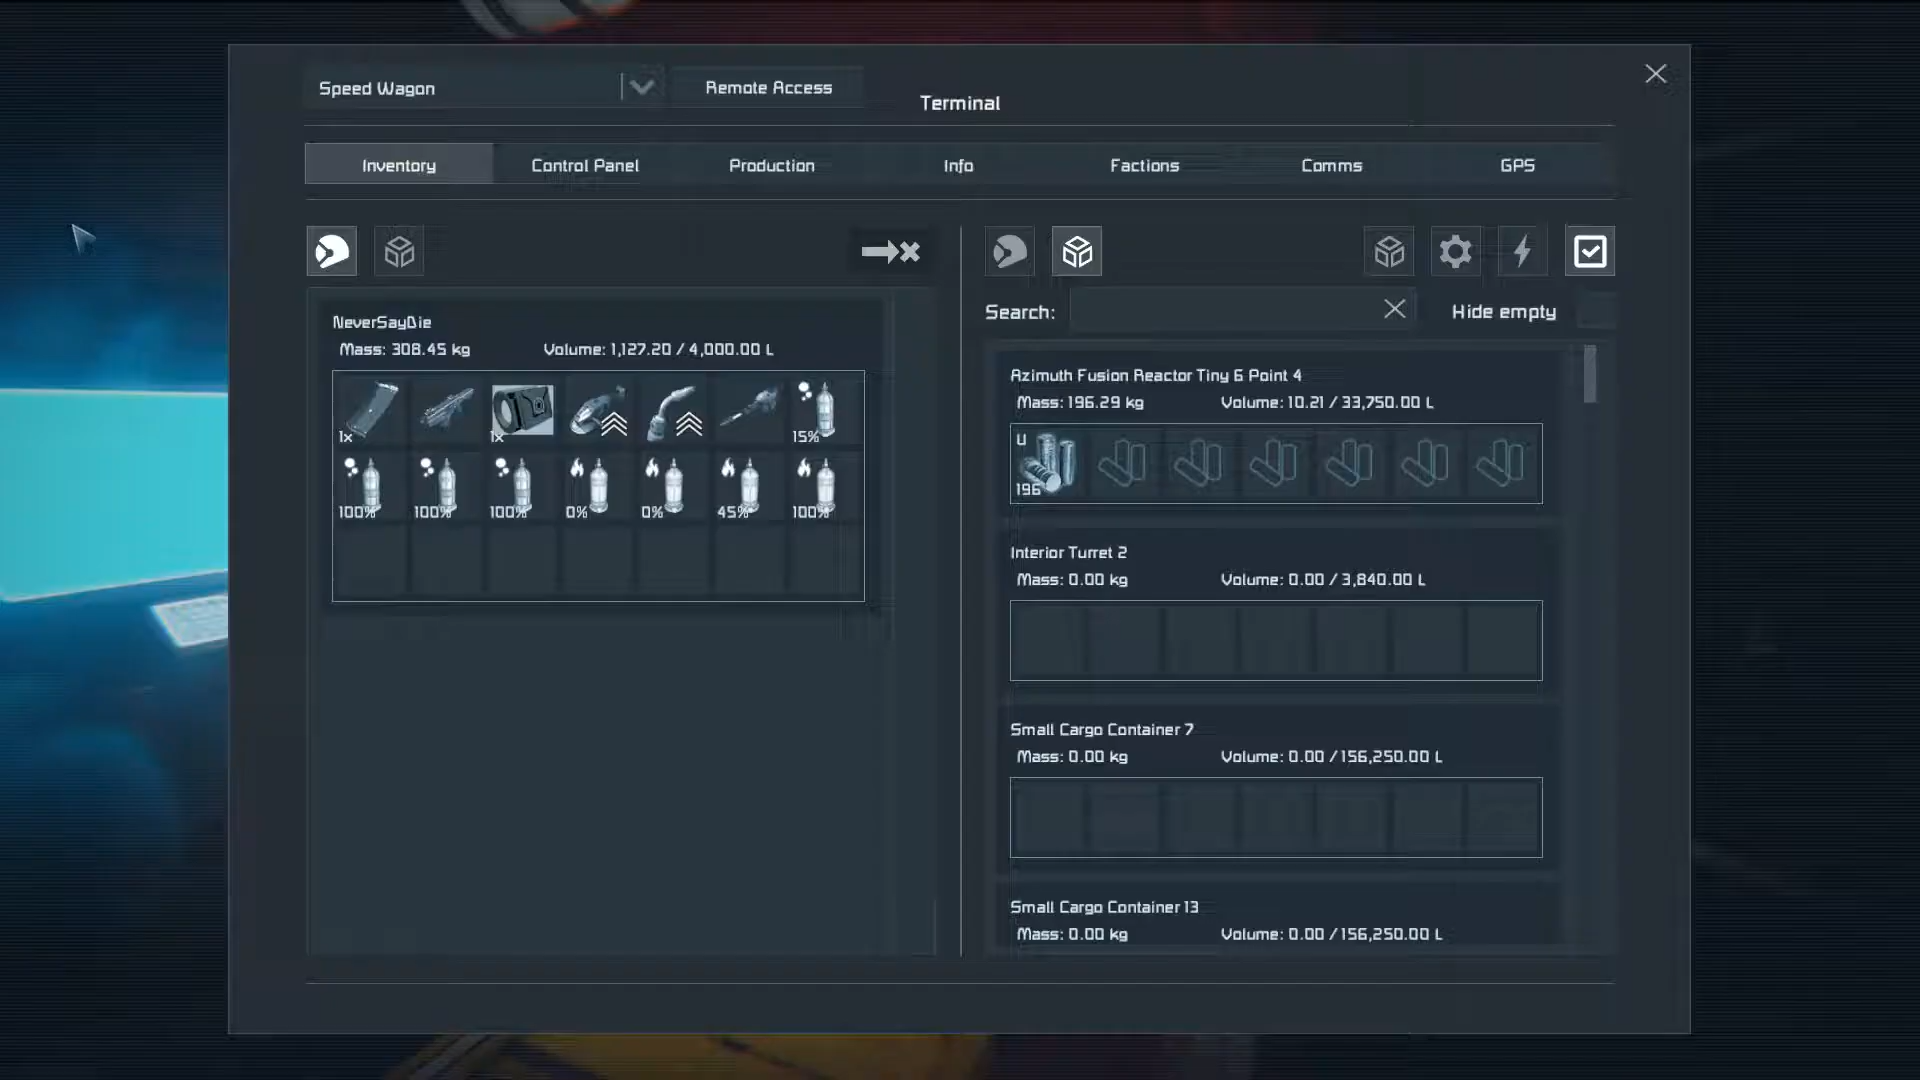 Speed Wagon
Remote Access
Terminal
Inventory
Control Panel
Production
Info
Factions
Comms
GPS
Search:
Hide empty
NeverSayDie
Mass: 308.45 kg
Volume: 1,127.20 / 4,000.00 L
1x
1x
15%
100%
100%
100%
0%
0%
45%
100%
Azimuth Fusion Reactor Tiny 6 Point 4
Mass: 196.29 kg
Volume: 10.21 / 33,750.00 L
U
196
Interior Turret 2
Mass: 0.00 kg
Volume: 0.00 / 3,840.00 L
Small Cargo Container 7
Mass: 0.00 kg
Volume: 0.00 / 156,250.00 L
Small Cargo Container 13
Mass: 0.00 kg
Volume: 0.00 / 156,250.00 L